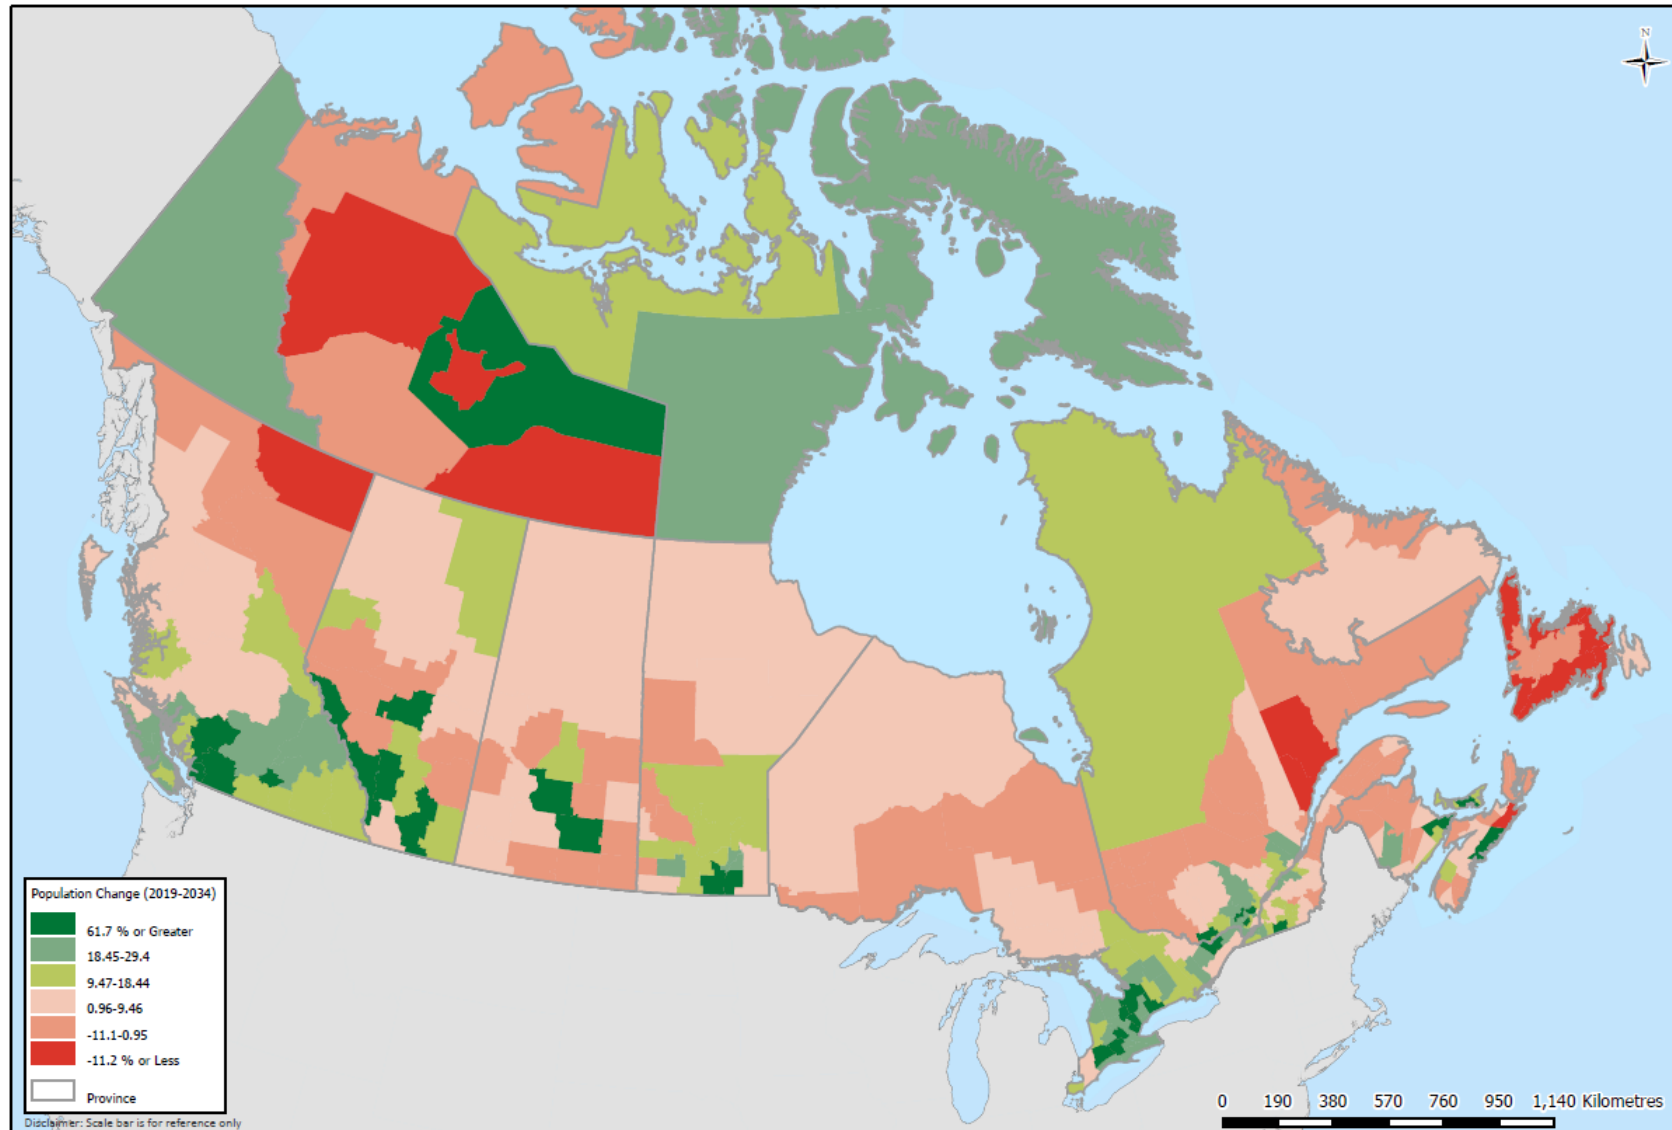 N
Population Change (2019-2034)
61.7 % or Greater
18.45-29.4
9.47-18.44
0.96-9.46
-11.1-0.95
-11.2 % or Less
Province
Disclaimer: Scale bar is for reference only
0 190 380 570 760 950 1,140 Kilometres